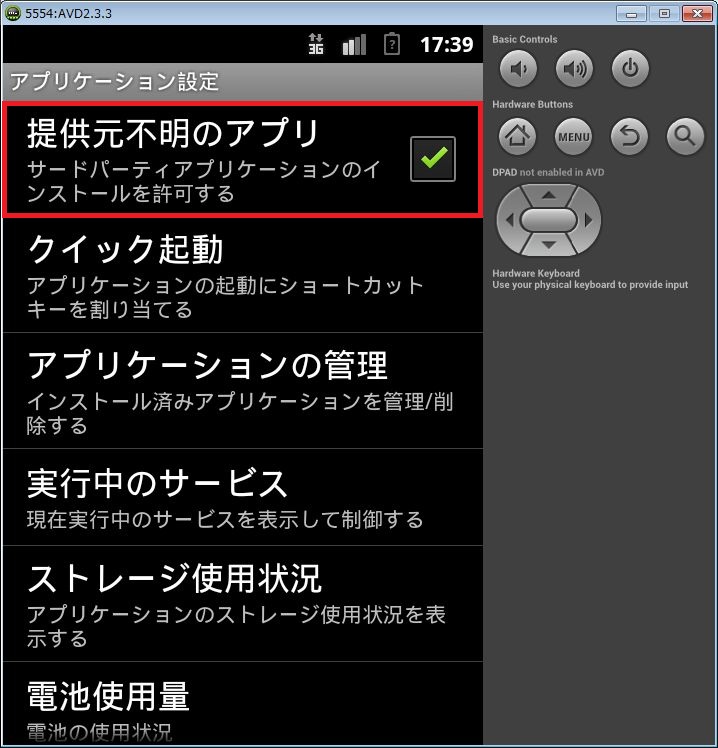 5554:AVD2.3.3
3G
17:39
アプリケーション設定
提供元不明のアプリ
サードパーティアプリケーションのイ
ンストールを許可する
クイック起動
アプリケーションの起動にショートカット
キーを割り当てる
アプリケーションの管理
インストール済みアプリケーションを管理/削
除する
実行中のサービス
現在実行中のサービスを表示して制御する
ストレージ使用状況
アプリケーションのストレージ使用状況を表
示する
電池使用量
電池の使用状況
Basic Controls
Hardware Buttons
MENU
DPAD not enabled in AVD
Hardware Keyboard
Use your physical keyboard to provide input